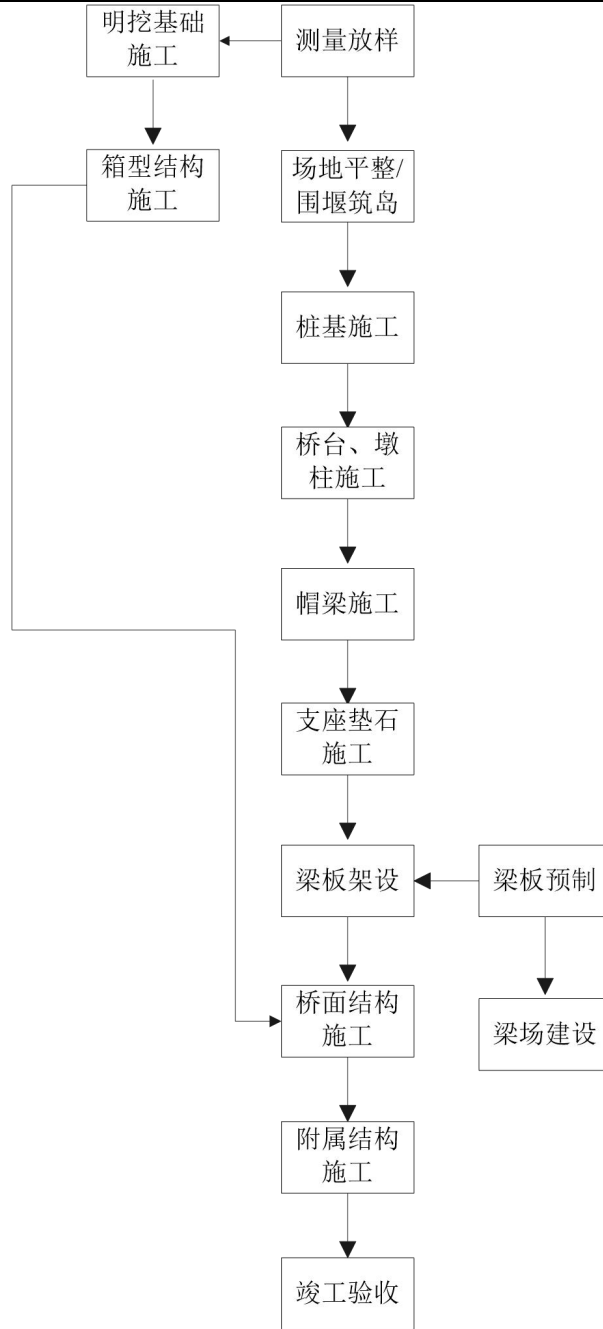 明挖基础
施工
测量放样
箱型结构
施工
场地平整/
围堰筑岛
桩基施工
桥台、墩
柱施工
帽梁施工
支座垫石
施工
梁板架设
梁板预制
桥面结构
施工
梁场建设
附属结构
施工
竣工验收